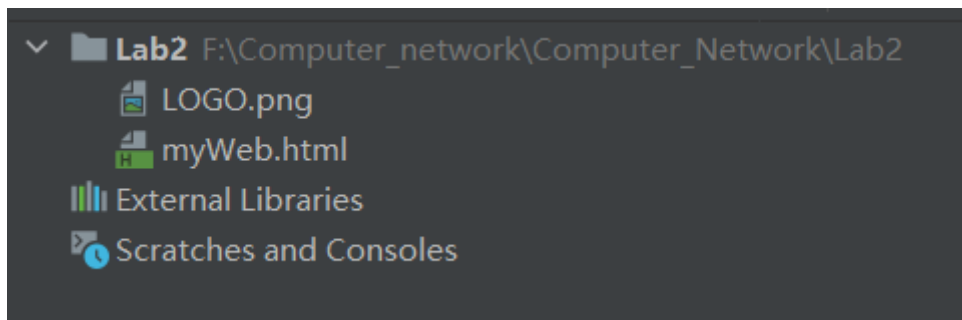 Lab2 F:\Computer_network\Computer_Network\Lab2
LOGO.png
myWeb.html
External Libraries
Scratches and Consoles